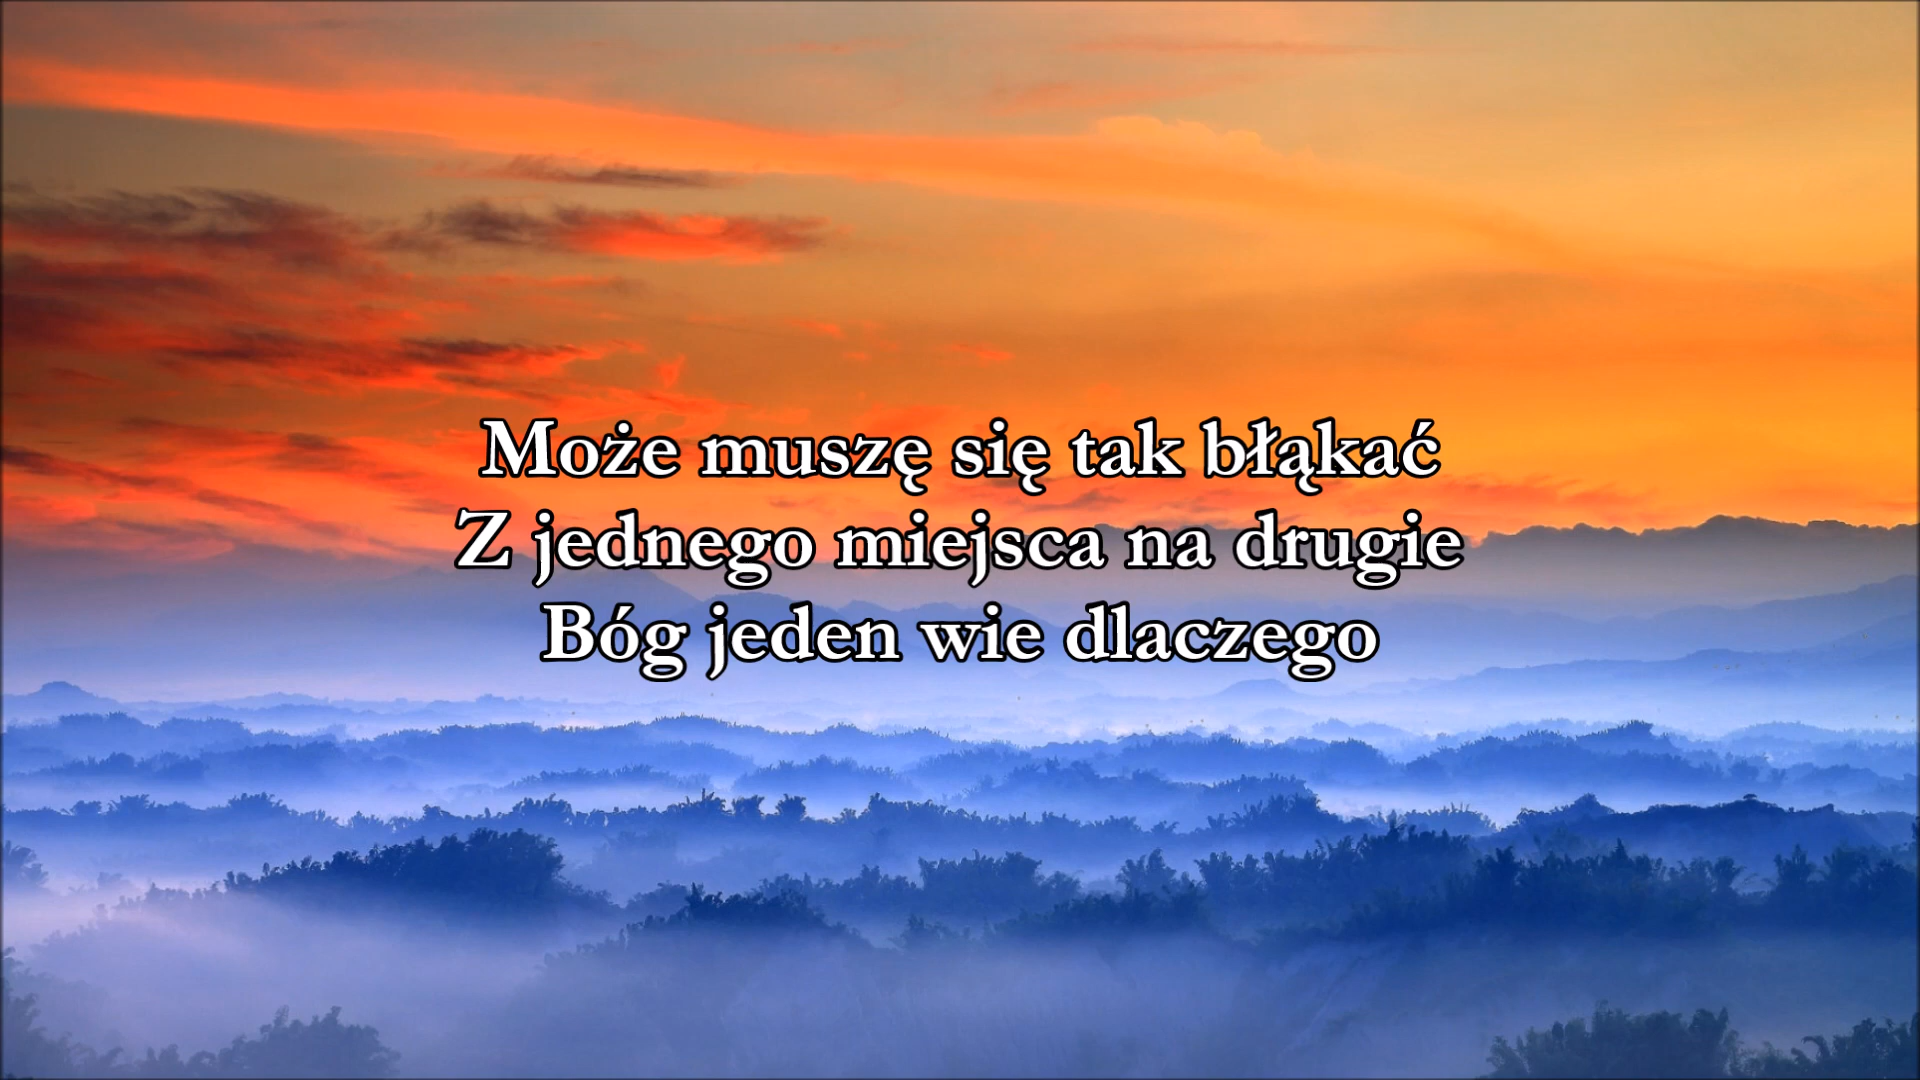 Może muszę się tak błąkać
Z jednego miejsca na drugie
Bóg jeden wie dlaczego